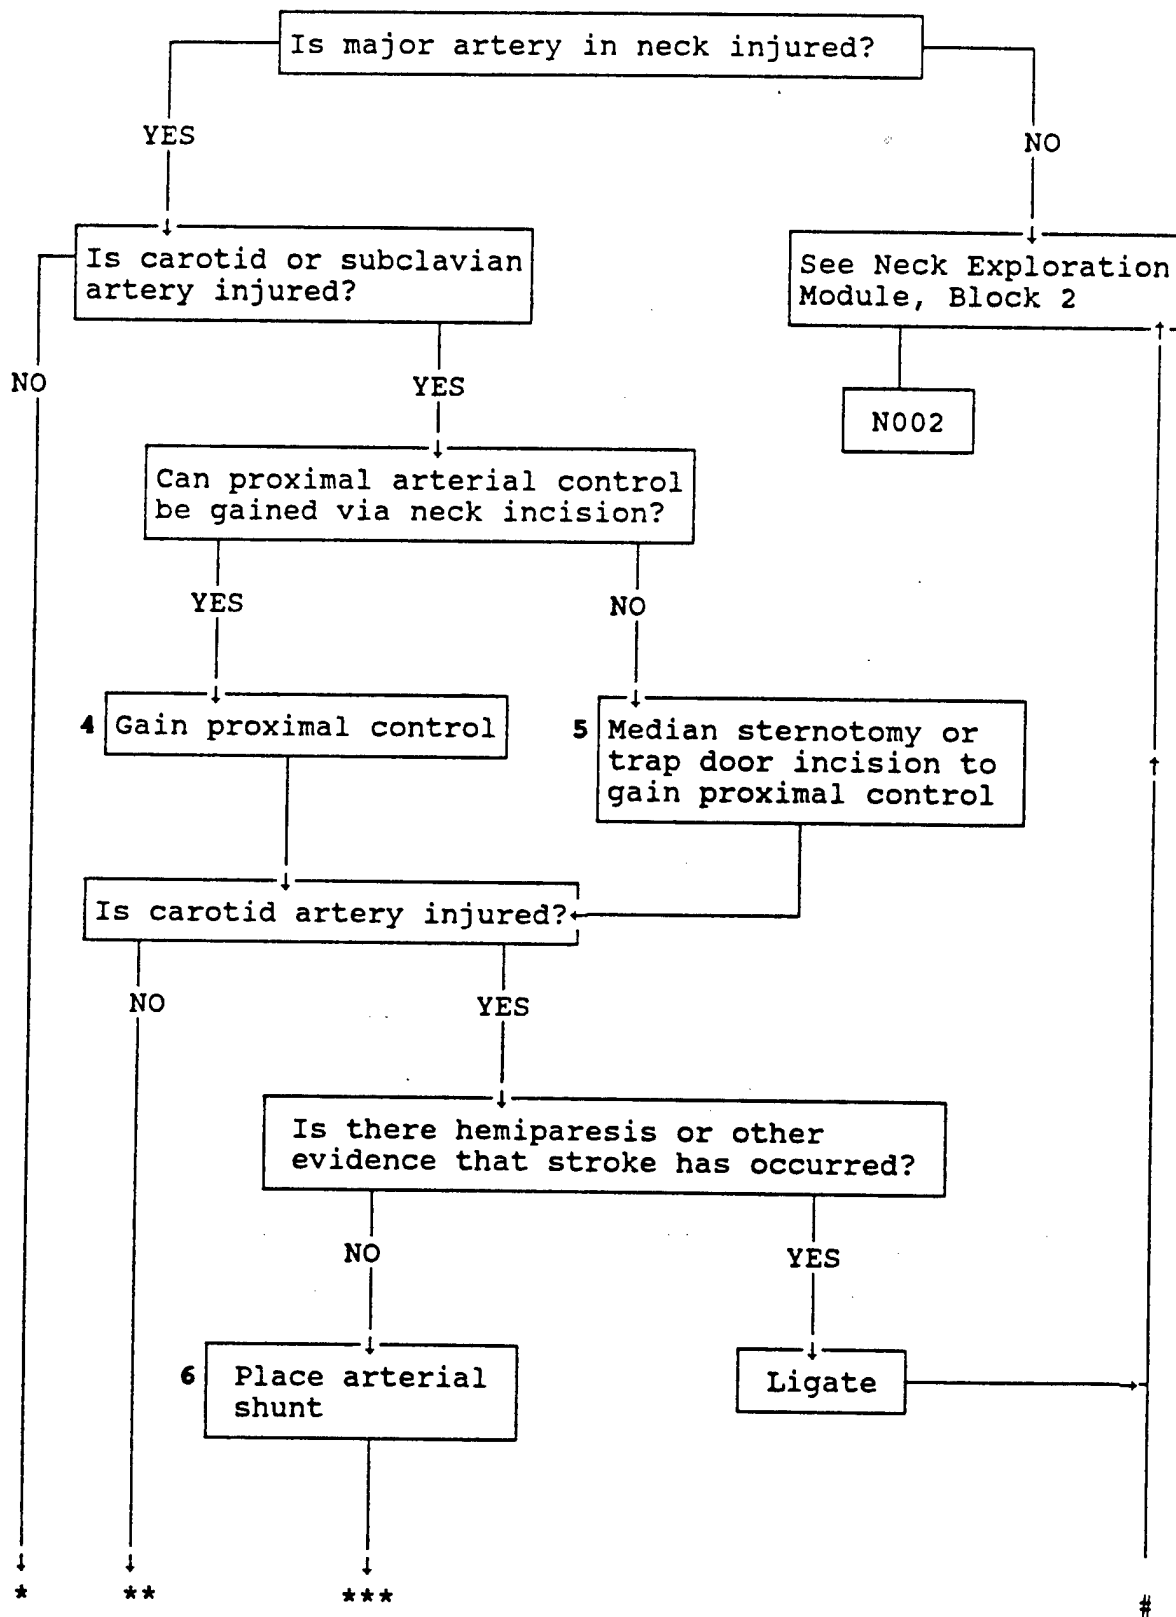 Is major artery in neck injured?
YES
NO
Is carotid or subclavian
artery injured?
See Neck Exploration
Module, Block 2
NO
YES
N002
Can proximal arterial control
be gained via neck incision?
YES
NO
4 Gain proximal control
5 Median sternotomy or
trap door incision to
gain proximal control
Is carotid artery injured?
NO
YES
Is there hemiparesis or other
evidence that stroke has occurred?
NO
YES
6 Place arterial
shunt
Ligate
*
**
***
#